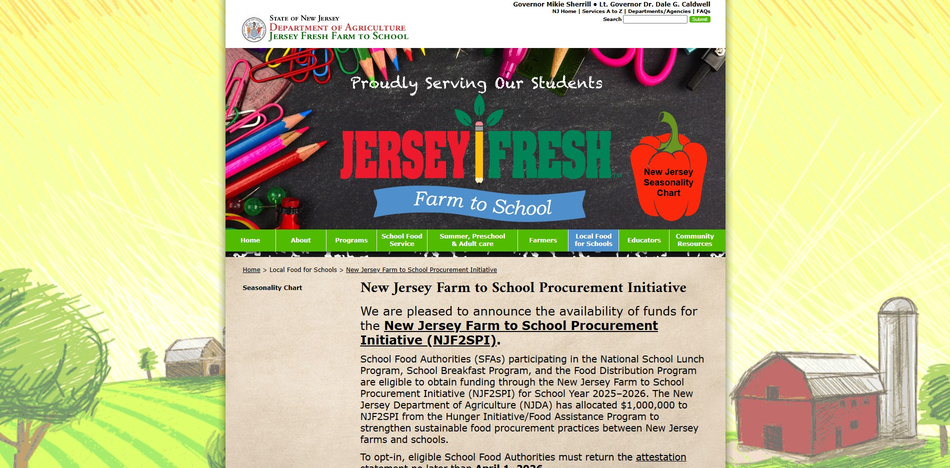 Governor Mikie Sherrill • Lt. Governor Dr. Dale G. Caldwell
NJ Home | Services A to Z | Departments/Agencies | FAQs
Search Submit
State of New Jersey
Department of Agriculture
Jersey Fresh Farm to School
Proudly Serving Our Students
JERSEY FRESH
Farm to School
New Jersey
Seasonality
Chart
Home
About
Programs
School Food
Service
Summer, Preschool
& Adult care
Farmers
Local Food
for Schools
Educators
Community
Resources
Home > Local Food for Schools > New Jersey Farm to School Procurement Initiative
Seasonality Chart
New Jersey Farm to School Procurement Initiative
We are pleased to announce the availability of funds for
the New Jersey Farm to School Procurement
Initiative (NJF2SPI).
School Food Authorities (SFAs) participating in the National School Lunch
Program, School Breakfast Program, and the Food Distribution Program
are eligible to obtain funding through the New Jersey Farm to School
Procurement Initiative (NJF2SPI) for School Year 2025–2026. The New
Jersey Department of Agriculture (NJDA) has allocated $1,000,000 to
NJF2SPI from the Hunger Initiative/Food Assistance Program to
strengthen sustainable food procurement practices between New Jersey
farms and schools.
To opt-in, eligible School Food Authorities must return the attestation
statement no later than April 1, 2026.